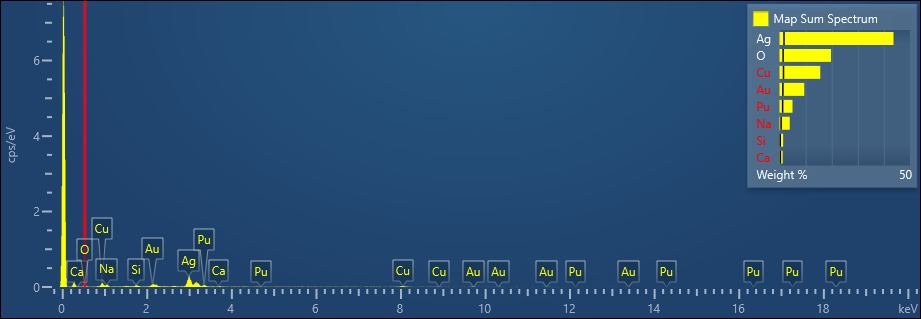 Map Sum Spectrum
Ag
O
Cu
Au
Pu
Na
Si
Ca
Weight % 50
cps/eV
6
4
2
0
Cu
Pu
O
Au
Ag
Ca
Na
Si
Ca
Pu
Cu
Cu
Au
Au
Au
Pu
Au
Pu
Pu
Pu
Pu
0 2 4 6 8 10 12 14 16 18 keV